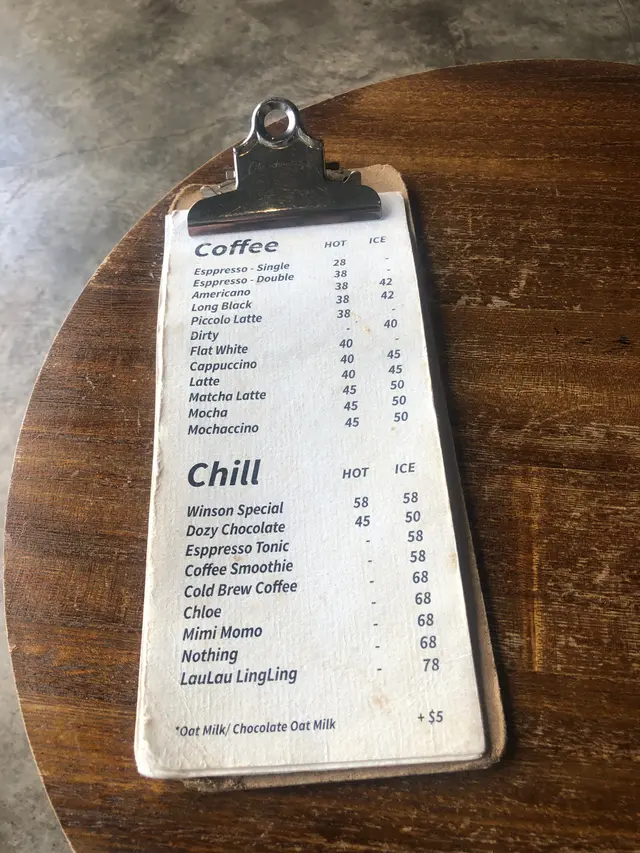 Coffee HOT ICE
Esppresso - Single 28 -
Esppresso - Double 38 -
Americano 38 42
Long Black 38 42
Piccolo Latte 38 -
Dirty - 40
Flat White 40 -
Cappuccino 40 45
Latte 40 45
Matcha Latte 45 50
Mocha 45 50
Mochaccino 45 50
Chill HOT ICE
Winson Special 58 58
Dozy Chocolate 45 50
Esppresso Tonic - 58
Coffee Smoothie - 58
Cold Brew Coffee - 68
Chloe - 68
Mimi Momo - 68
Nothing - 68
LauLau LingLing - 78
*Oat Milk/ Chocolate Oat Milk + $5